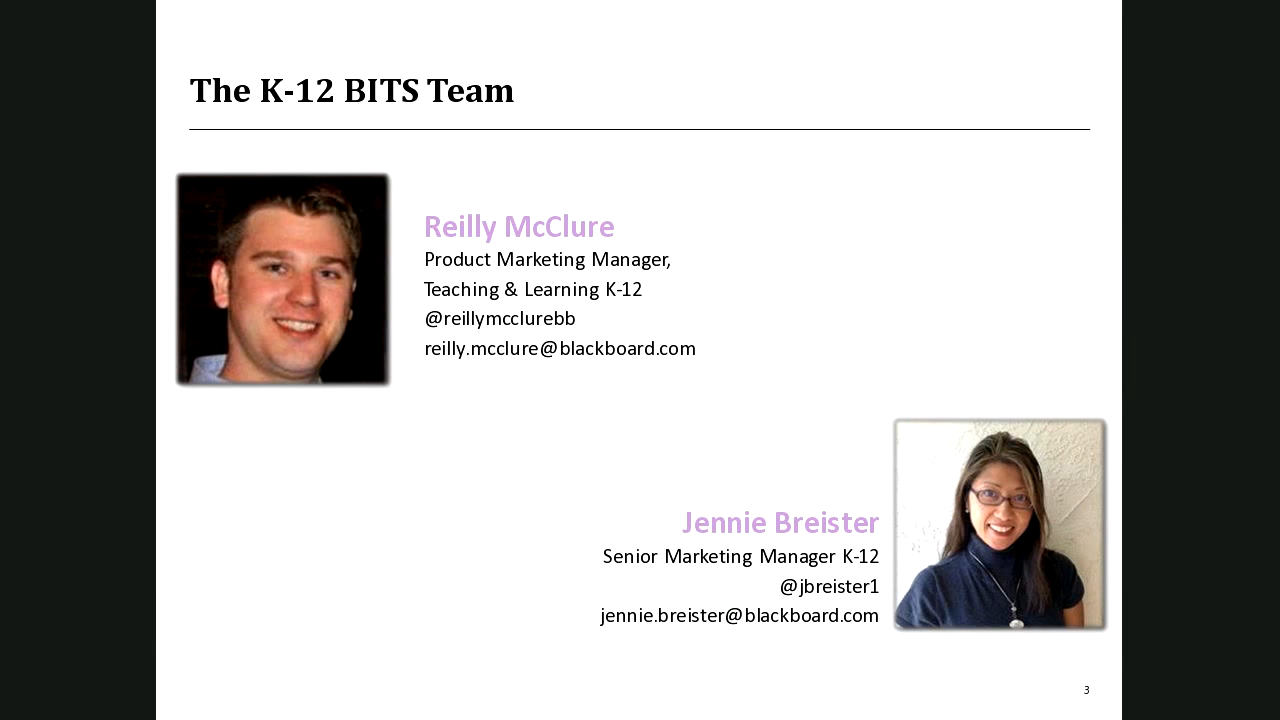 The K-12 BITS Team
Reilly McClure
Product Marketing Manager,
Teaching & Learning K-12
@reillymcclurebb
reilly.mcclure@blackboard.com
Jennie Breister
Senior Marketing Manager K-12
@jbreister1
jennie.breister@blackboard.com
3